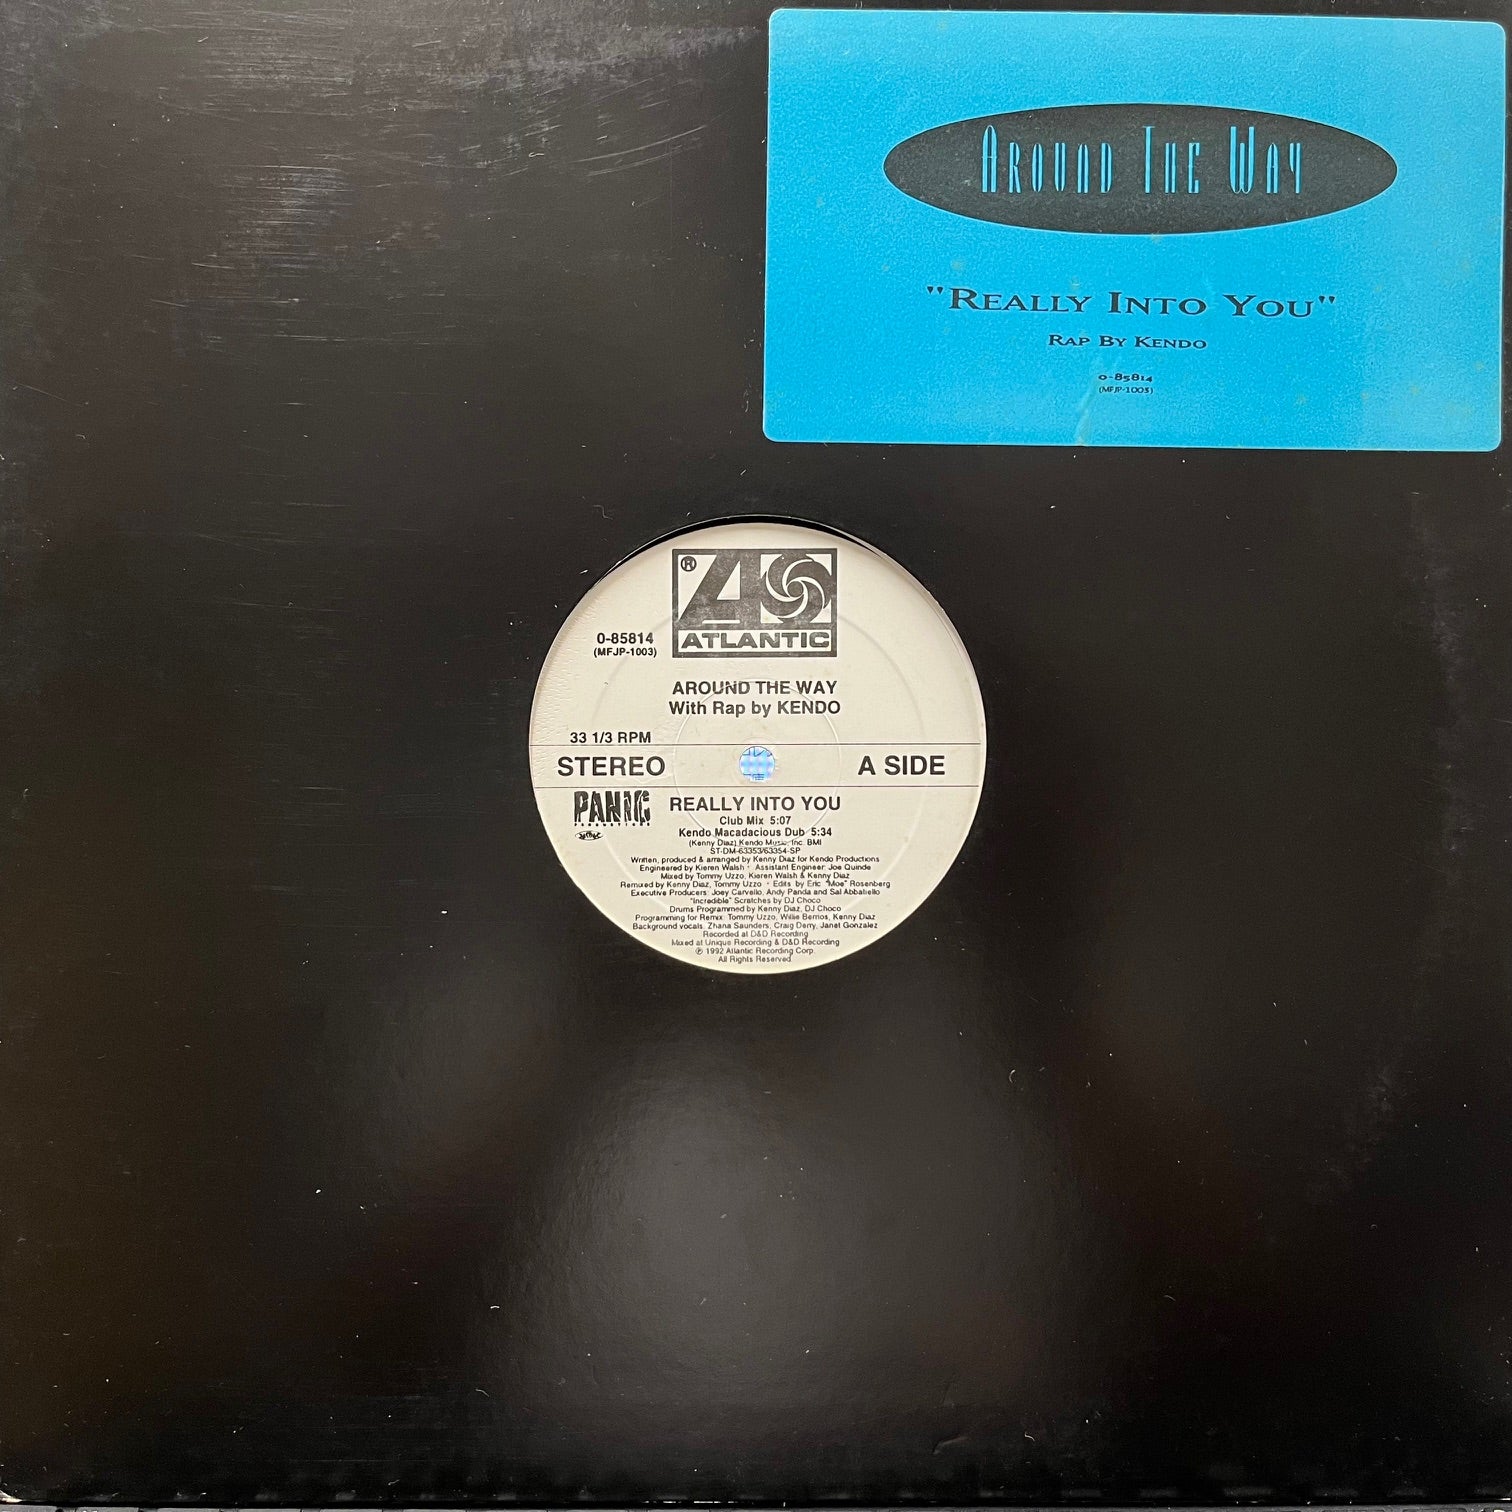 AROUND THE WAY
"REALLY INTO YOU"
RAP BY KENDO
0-85814
(MFJP-1003)
®
ATLANTIC
0-85814
(MFJP-1003)
AROUND THE WAY
With Rap by KENDO
33 1/3 RPM
STEREO
A SIDE
PANIC
PRODUCTIONS
REALLY INTO YOU
Club Mix 5:07
Kendo Macadacious Dub 5:34
(Kenny Diaz) Kendo Music, Inc. BMI
ST-DM-63353/63354-SP
Written, produced & arranged by Kenny Diaz for Kendo Productions
Engineered by Kieren Walsh • Assistant Engineer: Joe Quinde
Mixed by Tommy Uzzo, Kieren Walsh & Kenny Diaz
Remixed by Kenny Diaz, Tommy Uzzo • Edits by Eric "Moe" Rosenberg
Executive Producers: Joey Carvello, Andy Panda and Sal Abbatiello
"Incredible" Scratches by DJ Choco
Drums Programmed by Kenny Diaz, DJ Choco
Programming for Remix: Tommy Uzzo, Willie Berrios, Kenny Diaz
Background vocals: Zhana Saunders, Craig Derry, Janet Gonzalez
Recorded at D&D Recording
Mixed at Unique Recording & D&D Recording
℗ 1992 Atlantic Recording Corp.
All Rights Reserved